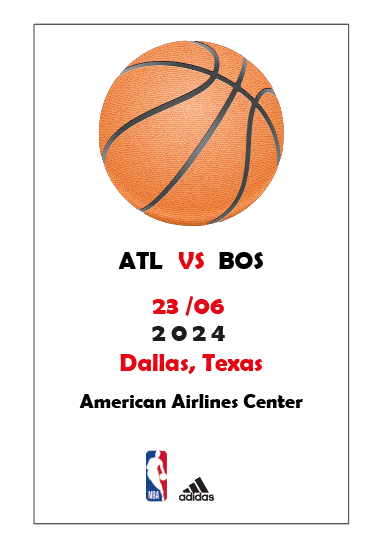 ATL VS BOS
23 /06
2024
Dallas, Texas
American Airlines Center
NBA
adidas